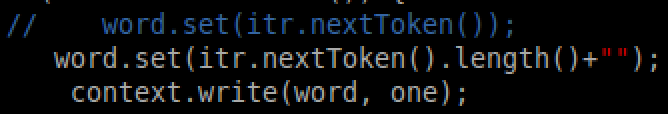 //    word.set(itr.nextToken());
word.set(itr.nextToken().length()+"");
context.write(word, one);